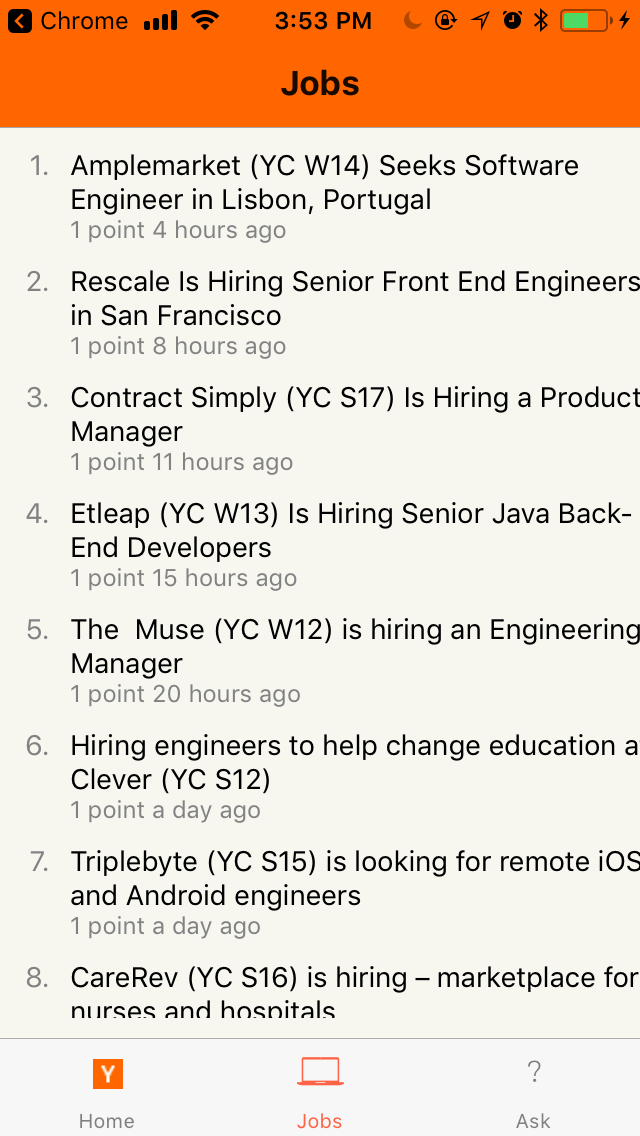 Chrome 3:53 PM
Jobs
1. Amplemarket (YC W14) Seeks Software
Engineer in Lisbon, Portugal
1 point 4 hours ago
2. Rescale Is Hiring Senior Front End Engineers
in San Francisco
1 point 8 hours ago
3. Contract Simply (YC S17) Is Hiring a Product
Manager
1 point 11 hours ago
4. Etleap (YC W13) Is Hiring Senior Java Back-
End Developers
1 point 15 hours ago
5. The  Muse (YC W12) is hiring an Engineering
Manager
1 point 20 hours ago
6. Hiring engineers to help change education a
Clever (YC S12)
1 point a day ago
7. Triplebyte (YC S15) is looking for remote iOS
and Android engineers
1 point a day ago
8. CareRev (YC S16) is hiring – marketplace for
nurses and hospitals
Y ?
Home Jobs Ask